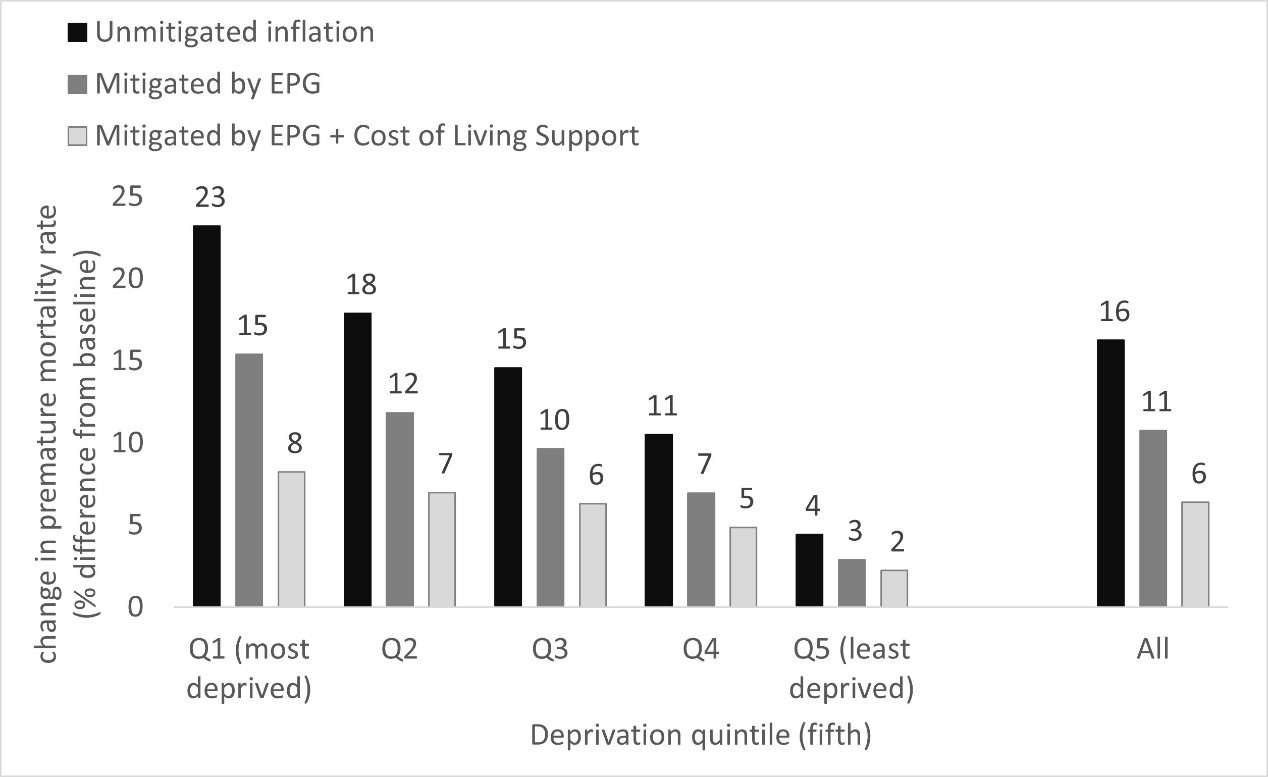 Unmitigated inflation
Mitigated by EPG
Mitigated by EPG + Cost of Living Support
change in premature mortality rate
(% difference from baseline)
25
20
15
10
5
0
23
15
8
18
12
7
15
10
6
11
7
5
4
3
2
16
11
6
Q1 (most
deprived)
Q2
Q3
Q4
Q5 (least
deprived)
All
Deprivation quintile (fifth)